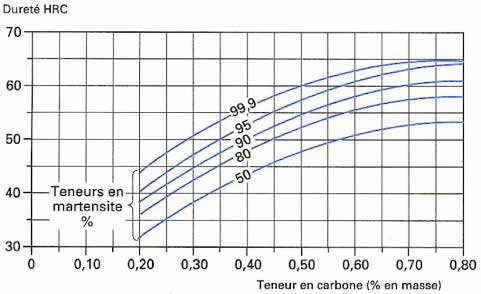 Dureté HRC
70
60
50
40
30
99,9
95
90
80
50
Teneurs en
martensite
%
0 0,10 0,20 0,30 0,40 0,50 0,60 0,70 0,80
Teneur en carbone (% en masse)